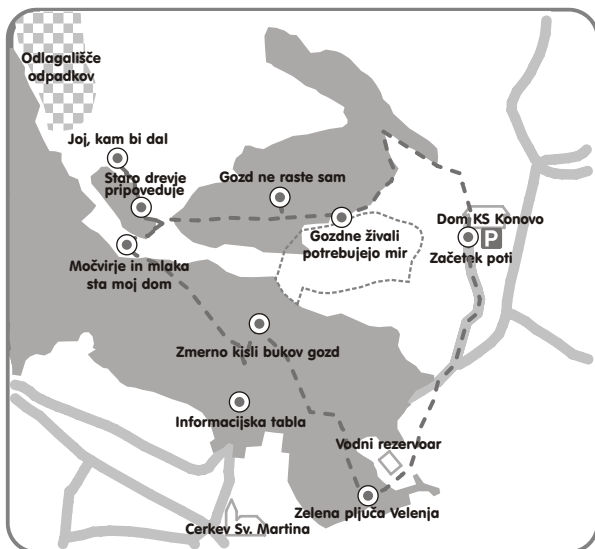 Odlagališče
odpadkov
Joj, kam bi dal
Staro drevje
pripoveduje
Gozd ne raste sam
Dom KS Konovo
P
Gozdne živali
potrebujejo mir
Začetek poti
Močvirje in mlaka
sta moj dom
Zmerno kisli bukov gozd
Informacijska tabla
Vodni rezervoar
Zelena pljuča Velenja
Cerkev Sv. Martina